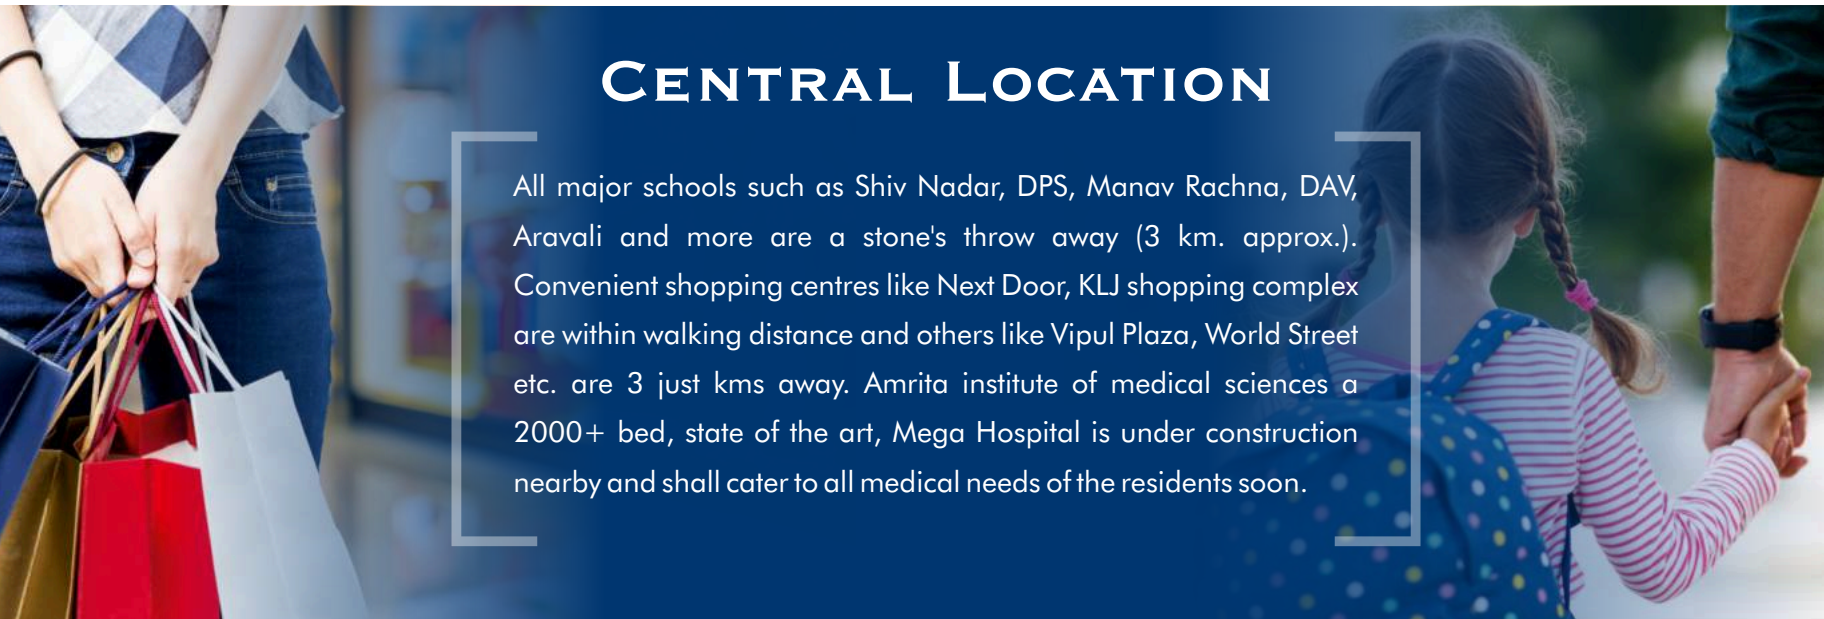 CENTRAL LOCATION
All major schools such as Shiv Nadar, DPS, Manav Rachna, DAV,
Aravali and more are a stone's throw away (3 km. approx.).
Convenient shopping centres like Next Door, KLJ shopping complex
are within walking distance and others like Vipul Plaza, World Street
etc. are 3 just kms away. Amrita institute of medical sciences a
2000+ bed, state of the art, Mega Hospital is under construction
nearby and shall cater to all medical needs of the residents soon.